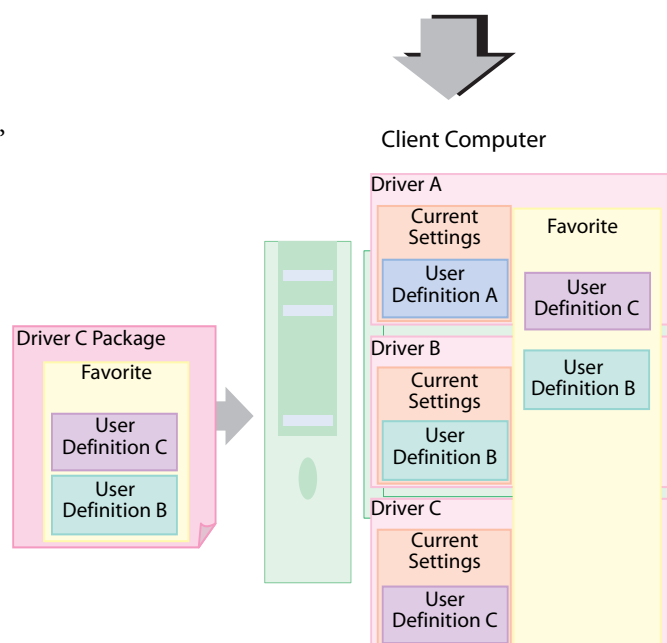 ,
Client Computer
Driver A
Current
Settings
User
Definition A
Favorite
User
Definition C
User
Definition B
Driver B
Current
Settings
User
Definition B
Driver C
Current
Settings
User
Definition C
Driver C Package
Favorite
User
Definition C
User
Definition B